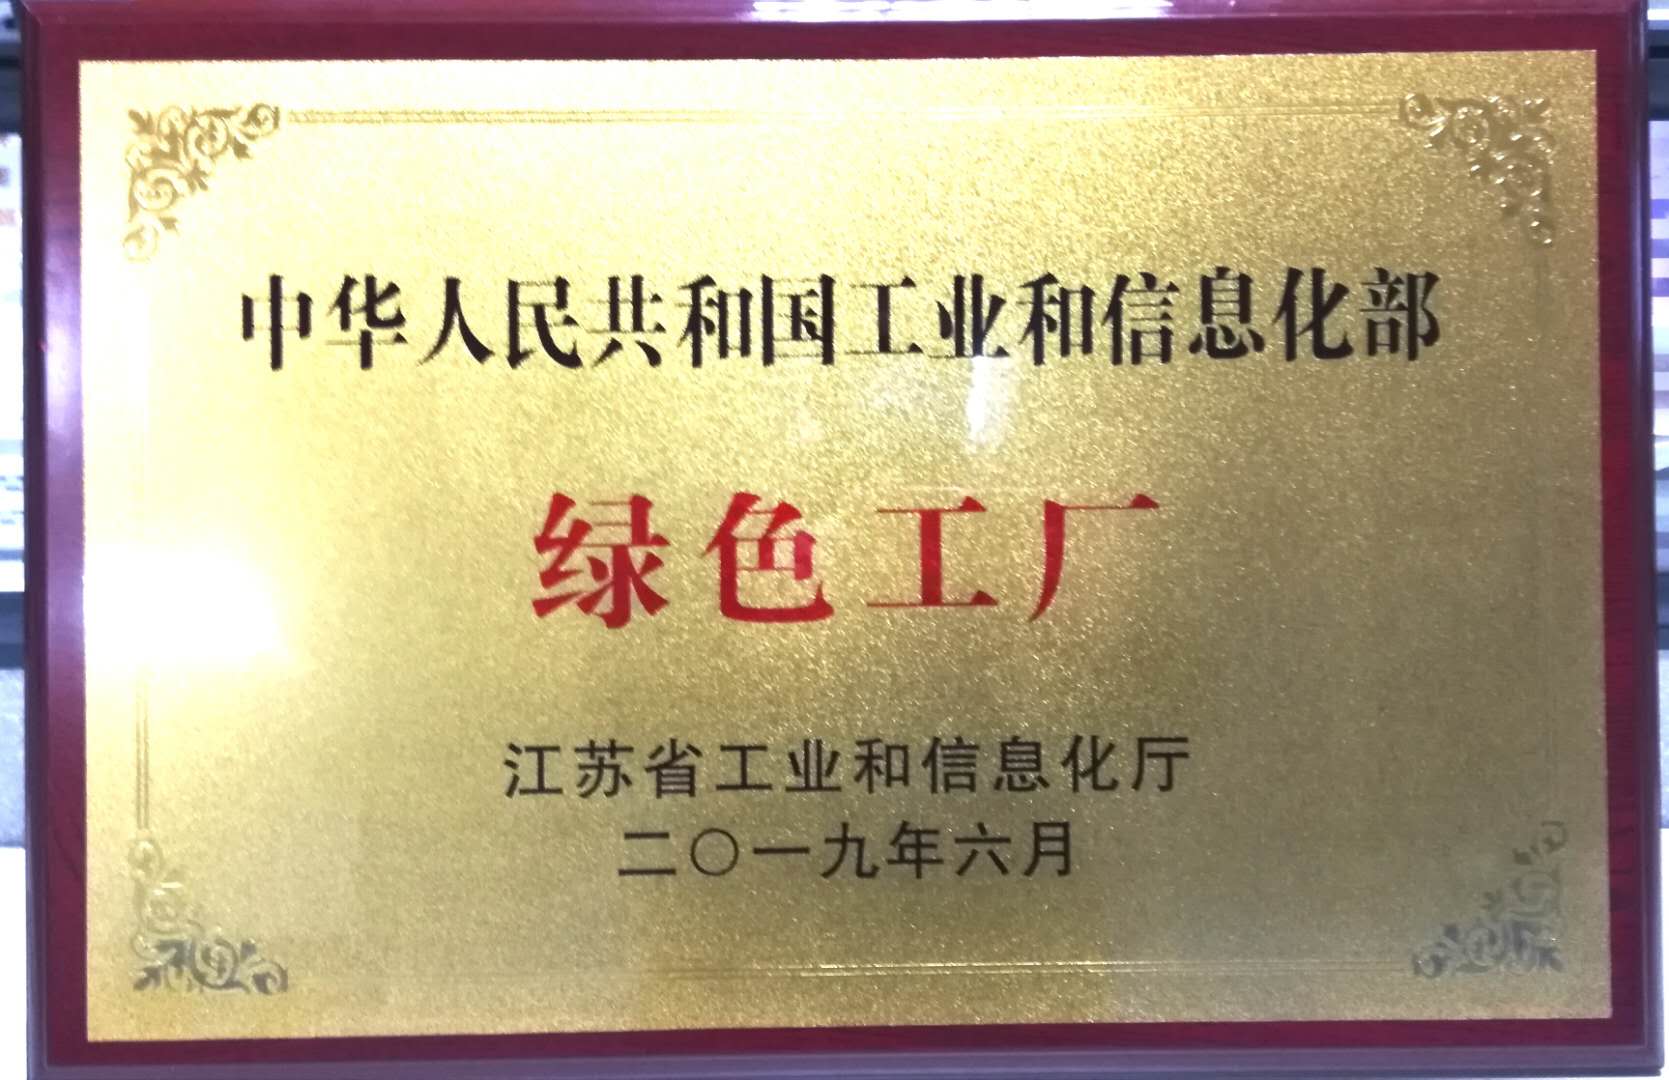 中华人民共和国工业和信息化部
绿色工厂
江苏省工业和信息化厅
二〇一九年六月